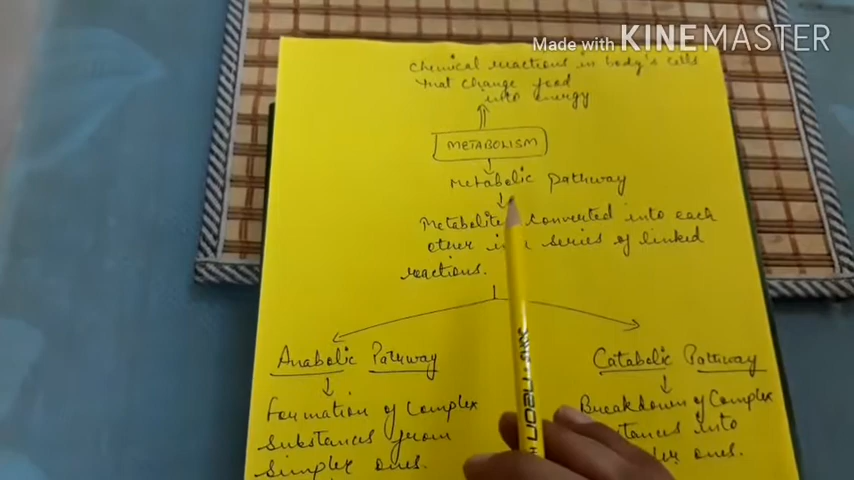 Made with KINEMASTER
Chemical reactions in body's cells
that change food
into energy
METABOLISM
Metabolic Pathway
Metabolites converted into each
other in a series of linked
reactions.
Anabolic Pathway
Catabolic Pathway
Formation of Complex
Substances from
Simpler ones.
Breakdown of Complex
into
ones.